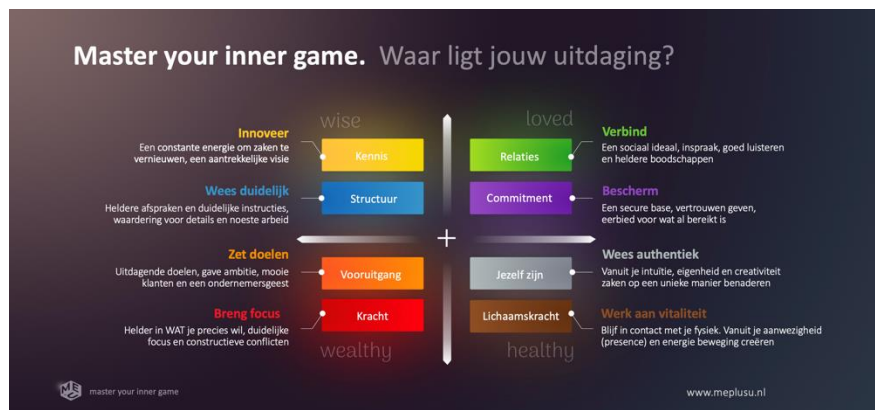 Master your inner game. Waar ligt jouw uitdaging?
wise
Innoveer
Een constante energie om zaken te
vernieuwen, een aantrekkelijke visie
Kennis
Wees duidelijk
Heldere afspraken en duidelijke instructies,
waardering voor details en noeste arbeid
Structuur
loved
Verbind
Een sociaal ideaal, inspraak, goed luisteren
en heldere boodschappen
Relaties
Bescherm
Een secure base, vertrouwen geven,
eerbied voor wat al bereikt is
Commitment
Zet doelen
Uitdagende doelen, gave ambitie, mooie
klanten en een ondernemersgeest
Vooruitgang
Breng focus
Helder in WAT je precies wil, duidelijke
focus en constructieve conflicten
Kracht
wealthy
Wees authentiek
Vanuit je intuïtie, eigenheid en creativiteit
zaken op een unieke manier benaderen
Jezelf zijn
Werk aan vitaliteit
Blijf in contact met je fysiek. Vanuit je aanwezigheid
(presence) en energie beweging creëren
Lichaamskracht
healthy
master your inner game
www.meplusu.nl